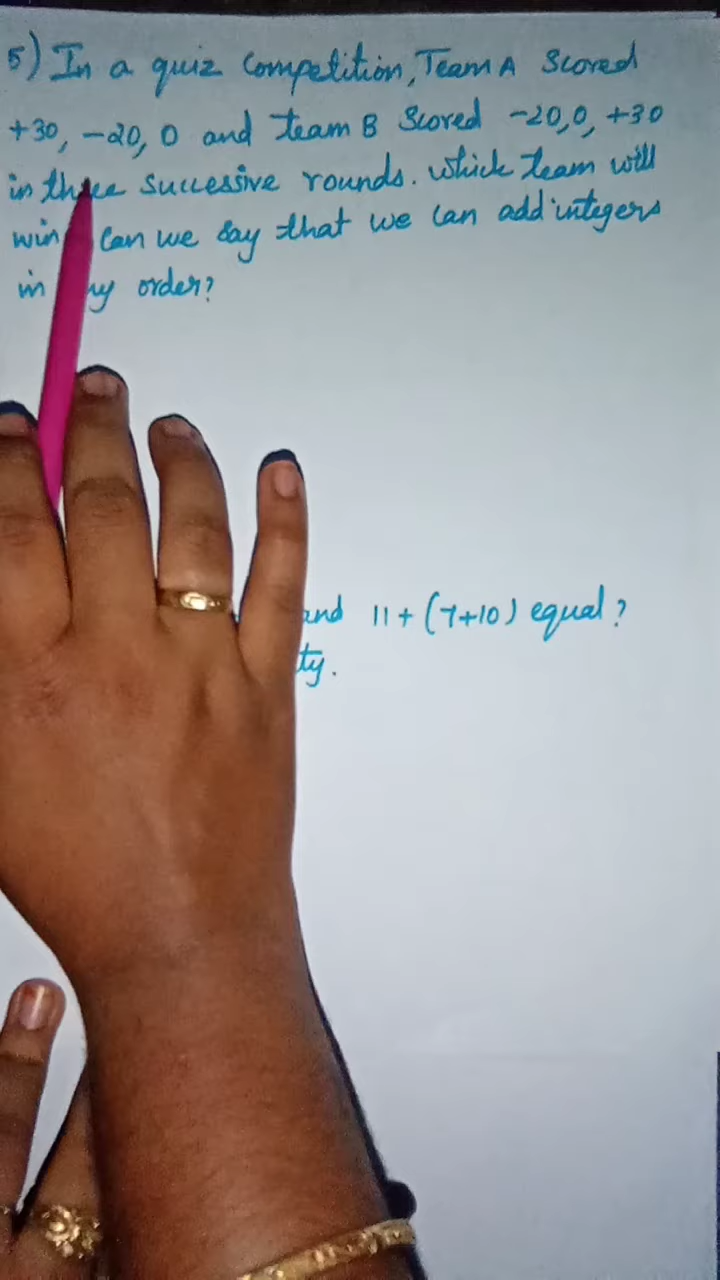 5) In a quiz Competition, Team A Scored
+30, -20, 0 and team B Scored -20,0, +30
in three Successive rounds. which team will
win Can we Say that we can add integers
in order?
and 11+ (7+10) equal?